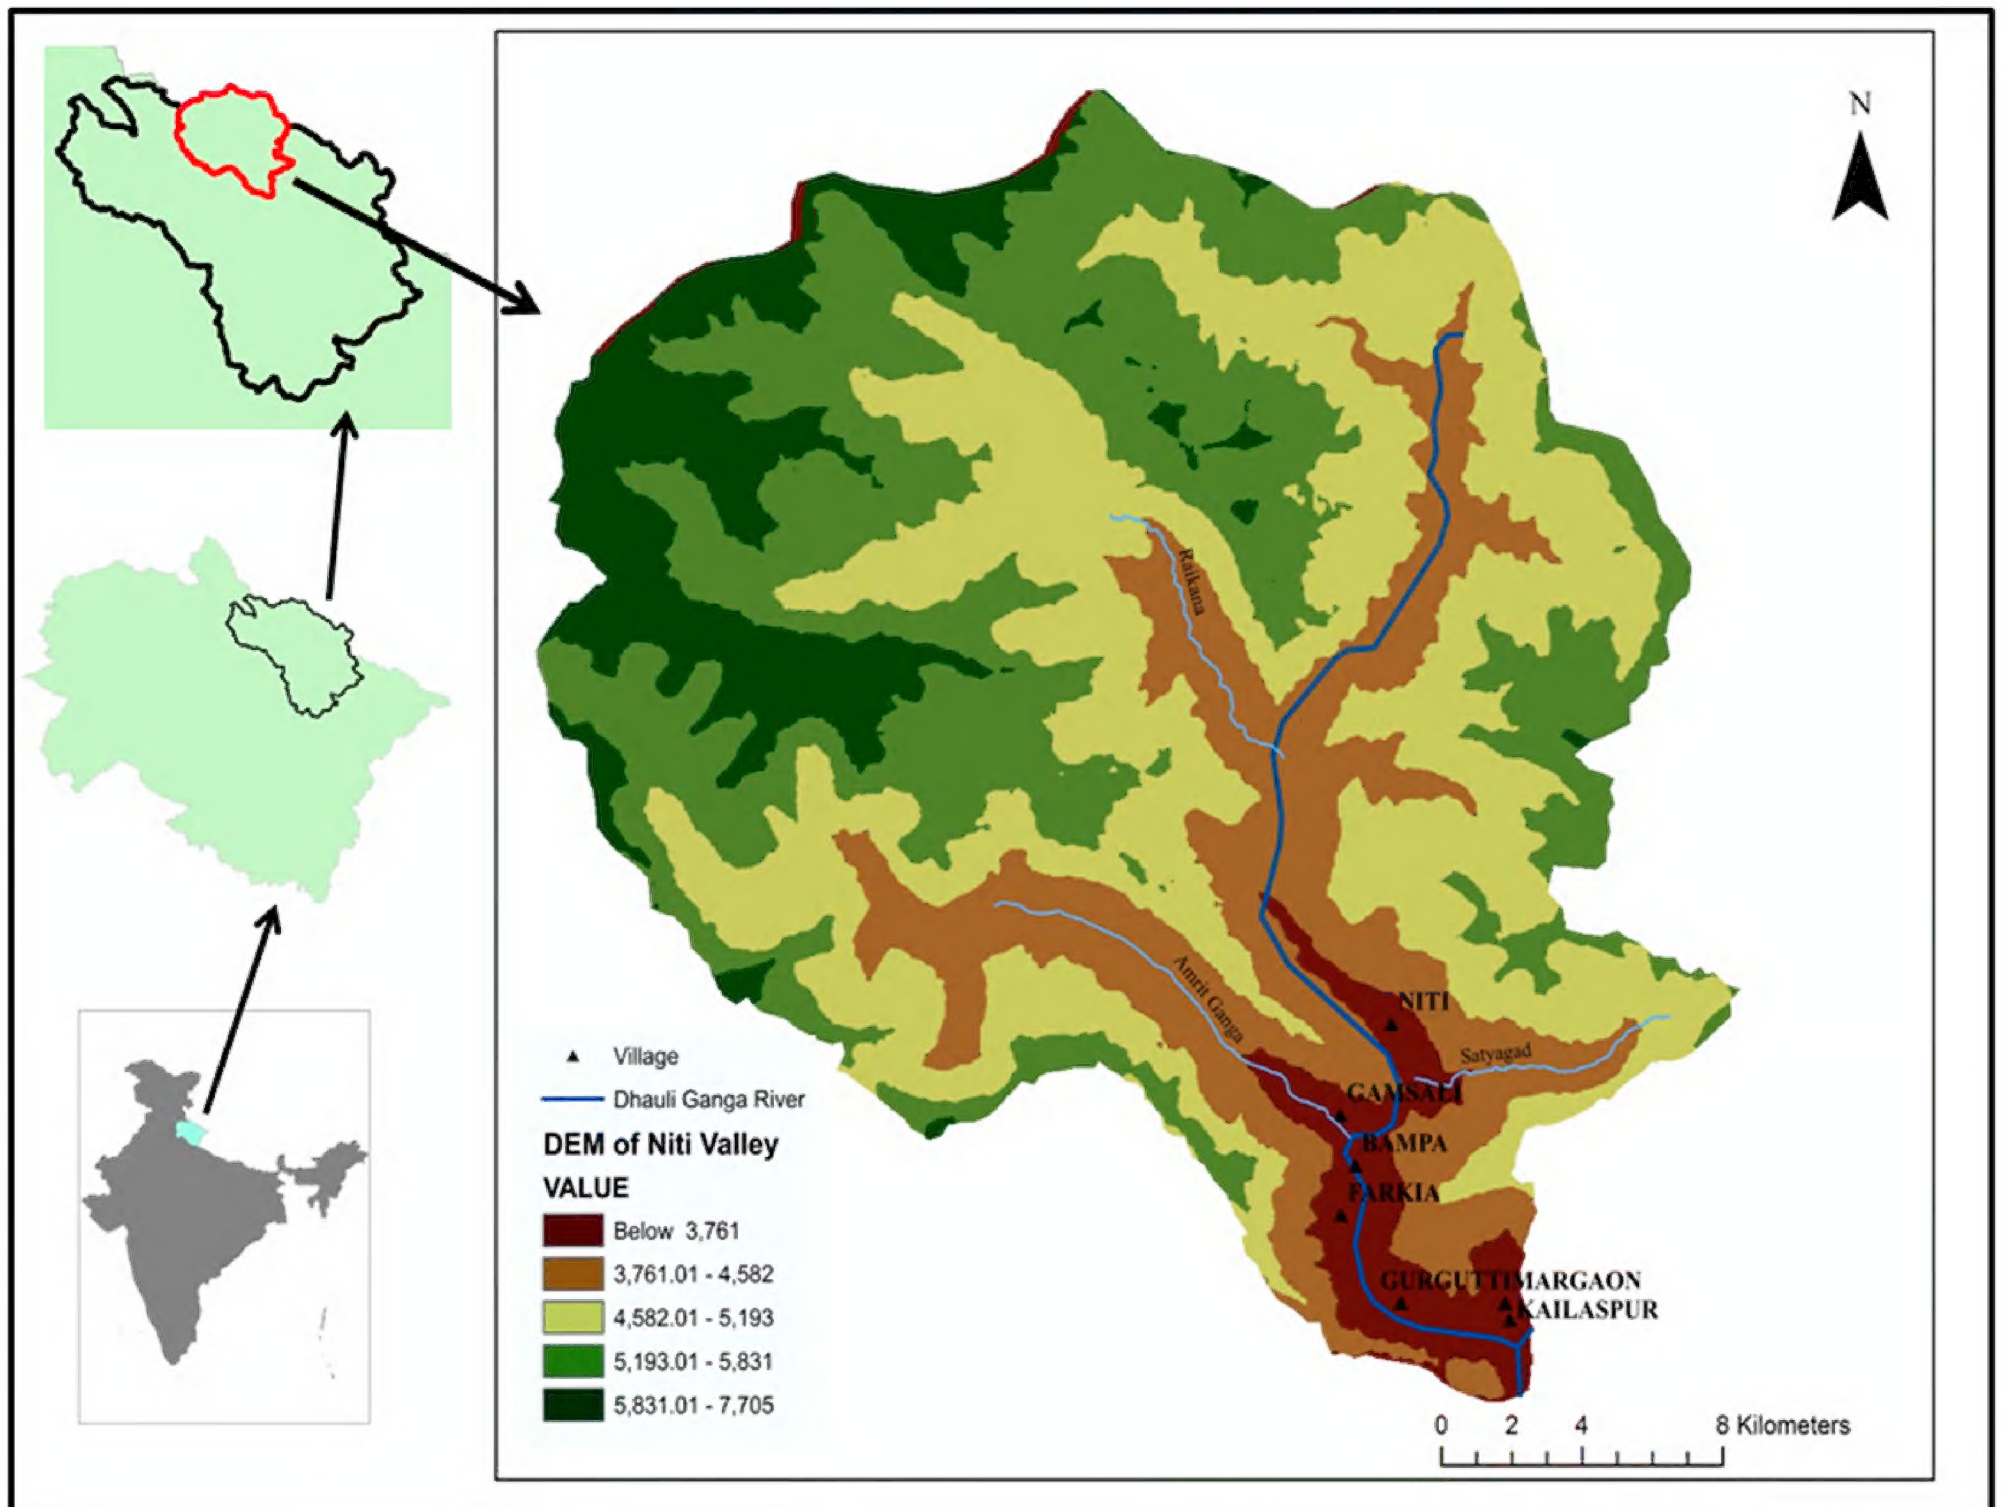 N
Raikana
Amrit Ganga
NITI
Satyagad
GAMSALI
BAMPA
FARKIA
GURGUTTIMARGAON
KAILASPUR
Village
Dhauli Ganga River
DEM of Niti Valley
VALUE
Below 3,761
3,761.01 - 4,582
4,582.01 - 5,193
5,193.01 - 5,831
5,831.01 - 7,705
0 2 4 8 Kilometers